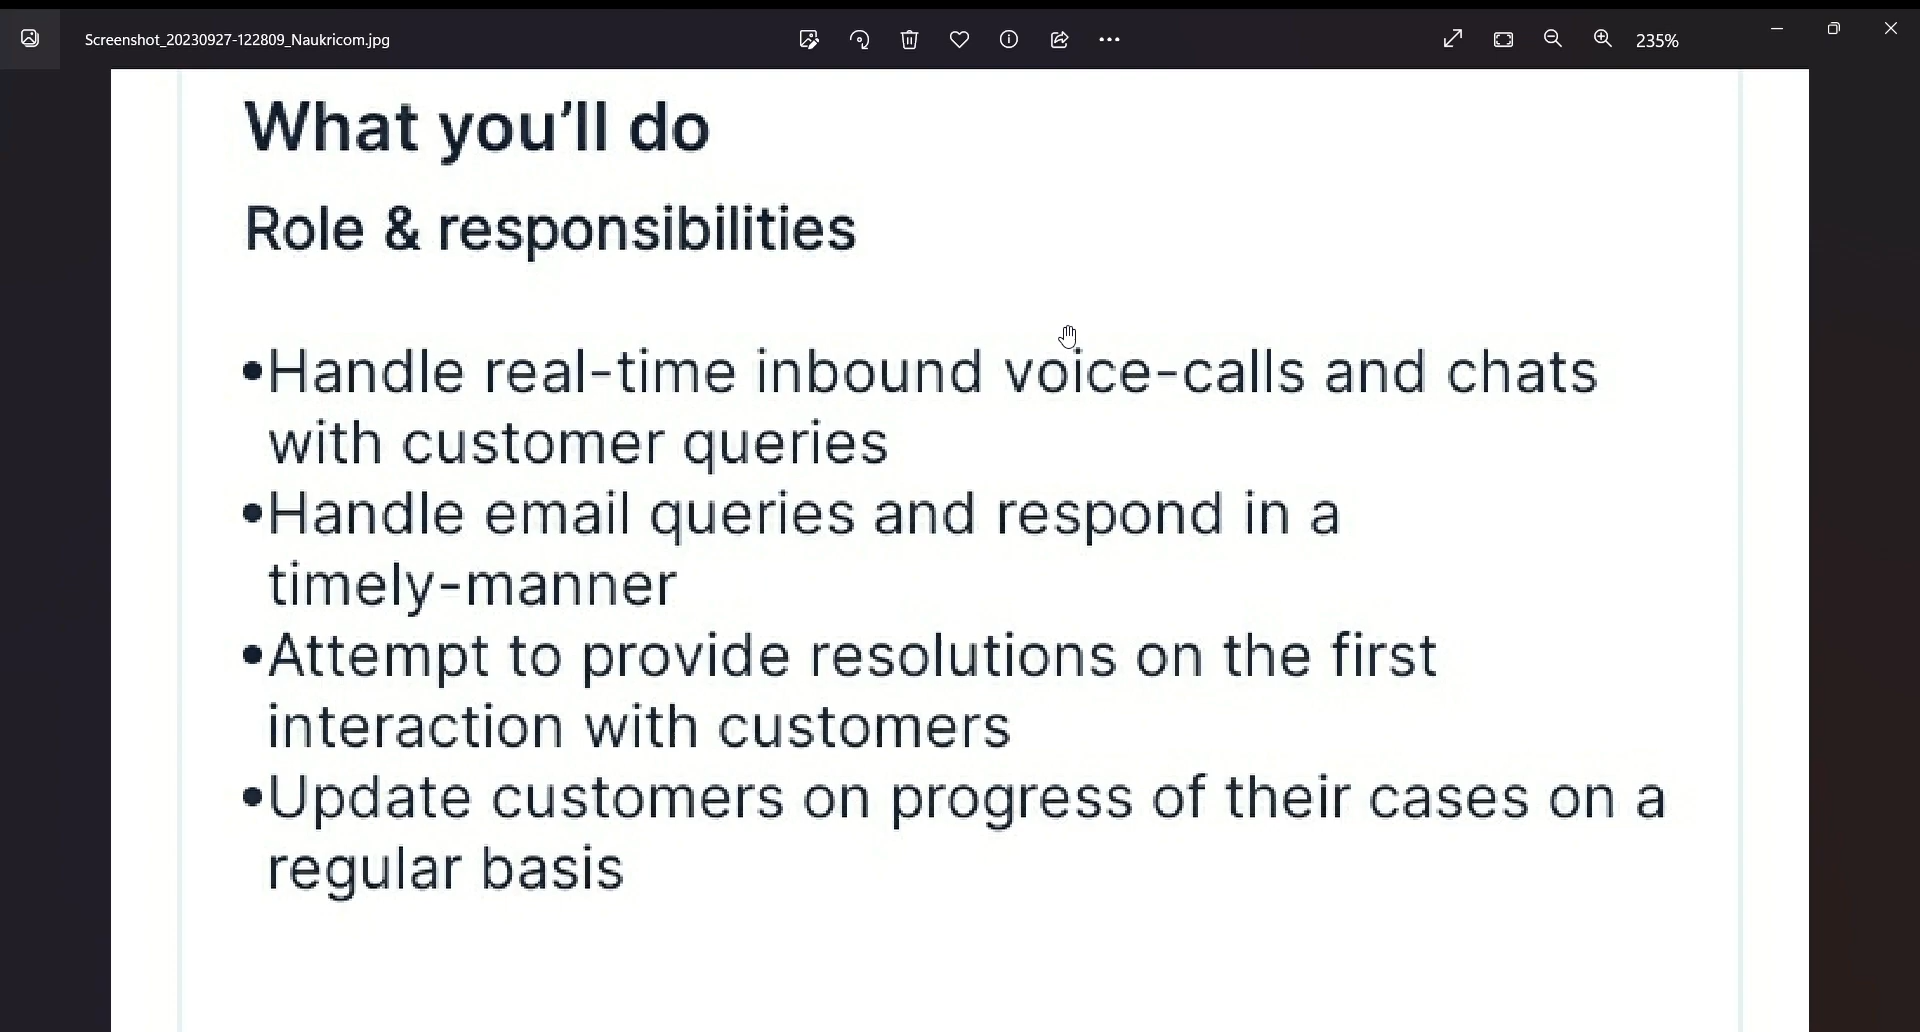 Screenshot_20230927-122809_Naukricom.jpg
235%
What you’ll do
Role & responsibilities
•Handle real-time inbound voice-calls and chats
with customer queries
•Handle email queries and respond in a
timely-manner
•Attempt to provide resolutions on the first
interaction with customers
•Update customers on progress of their cases on a
regular basis